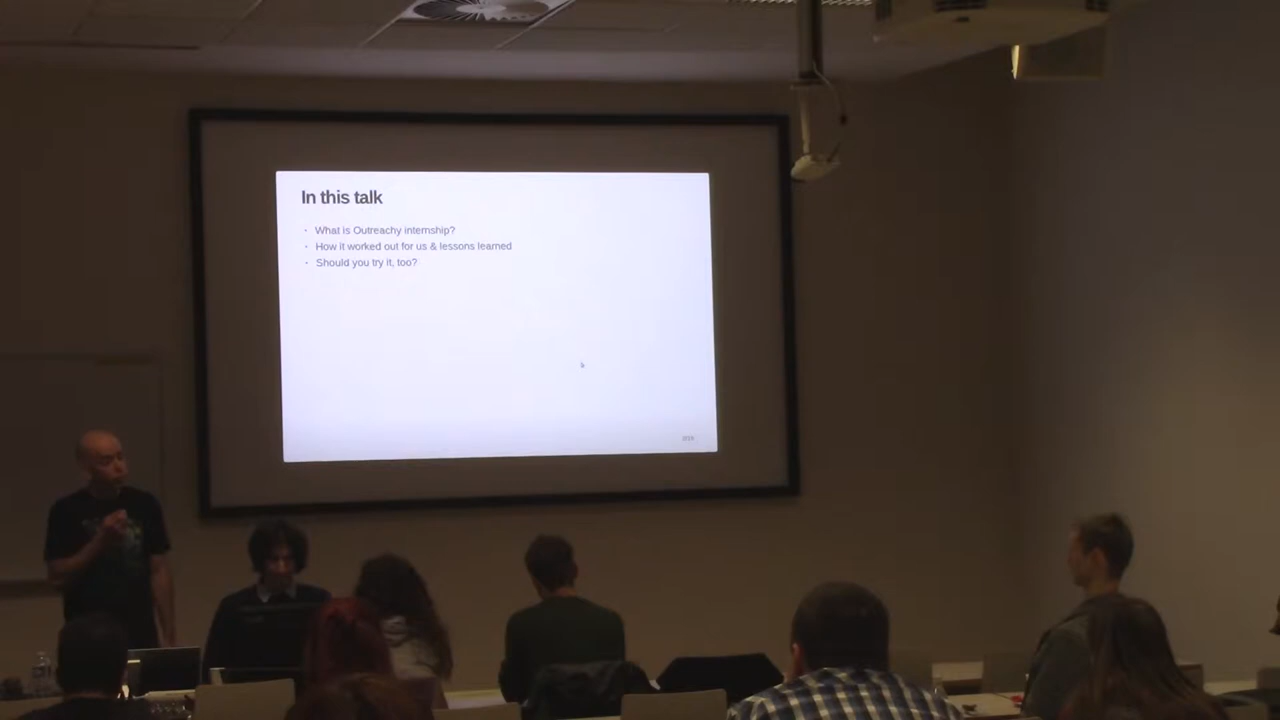 In this talk
What is Outreachy internship?
How it worked out for us & lessons learned
Should you try it, too?